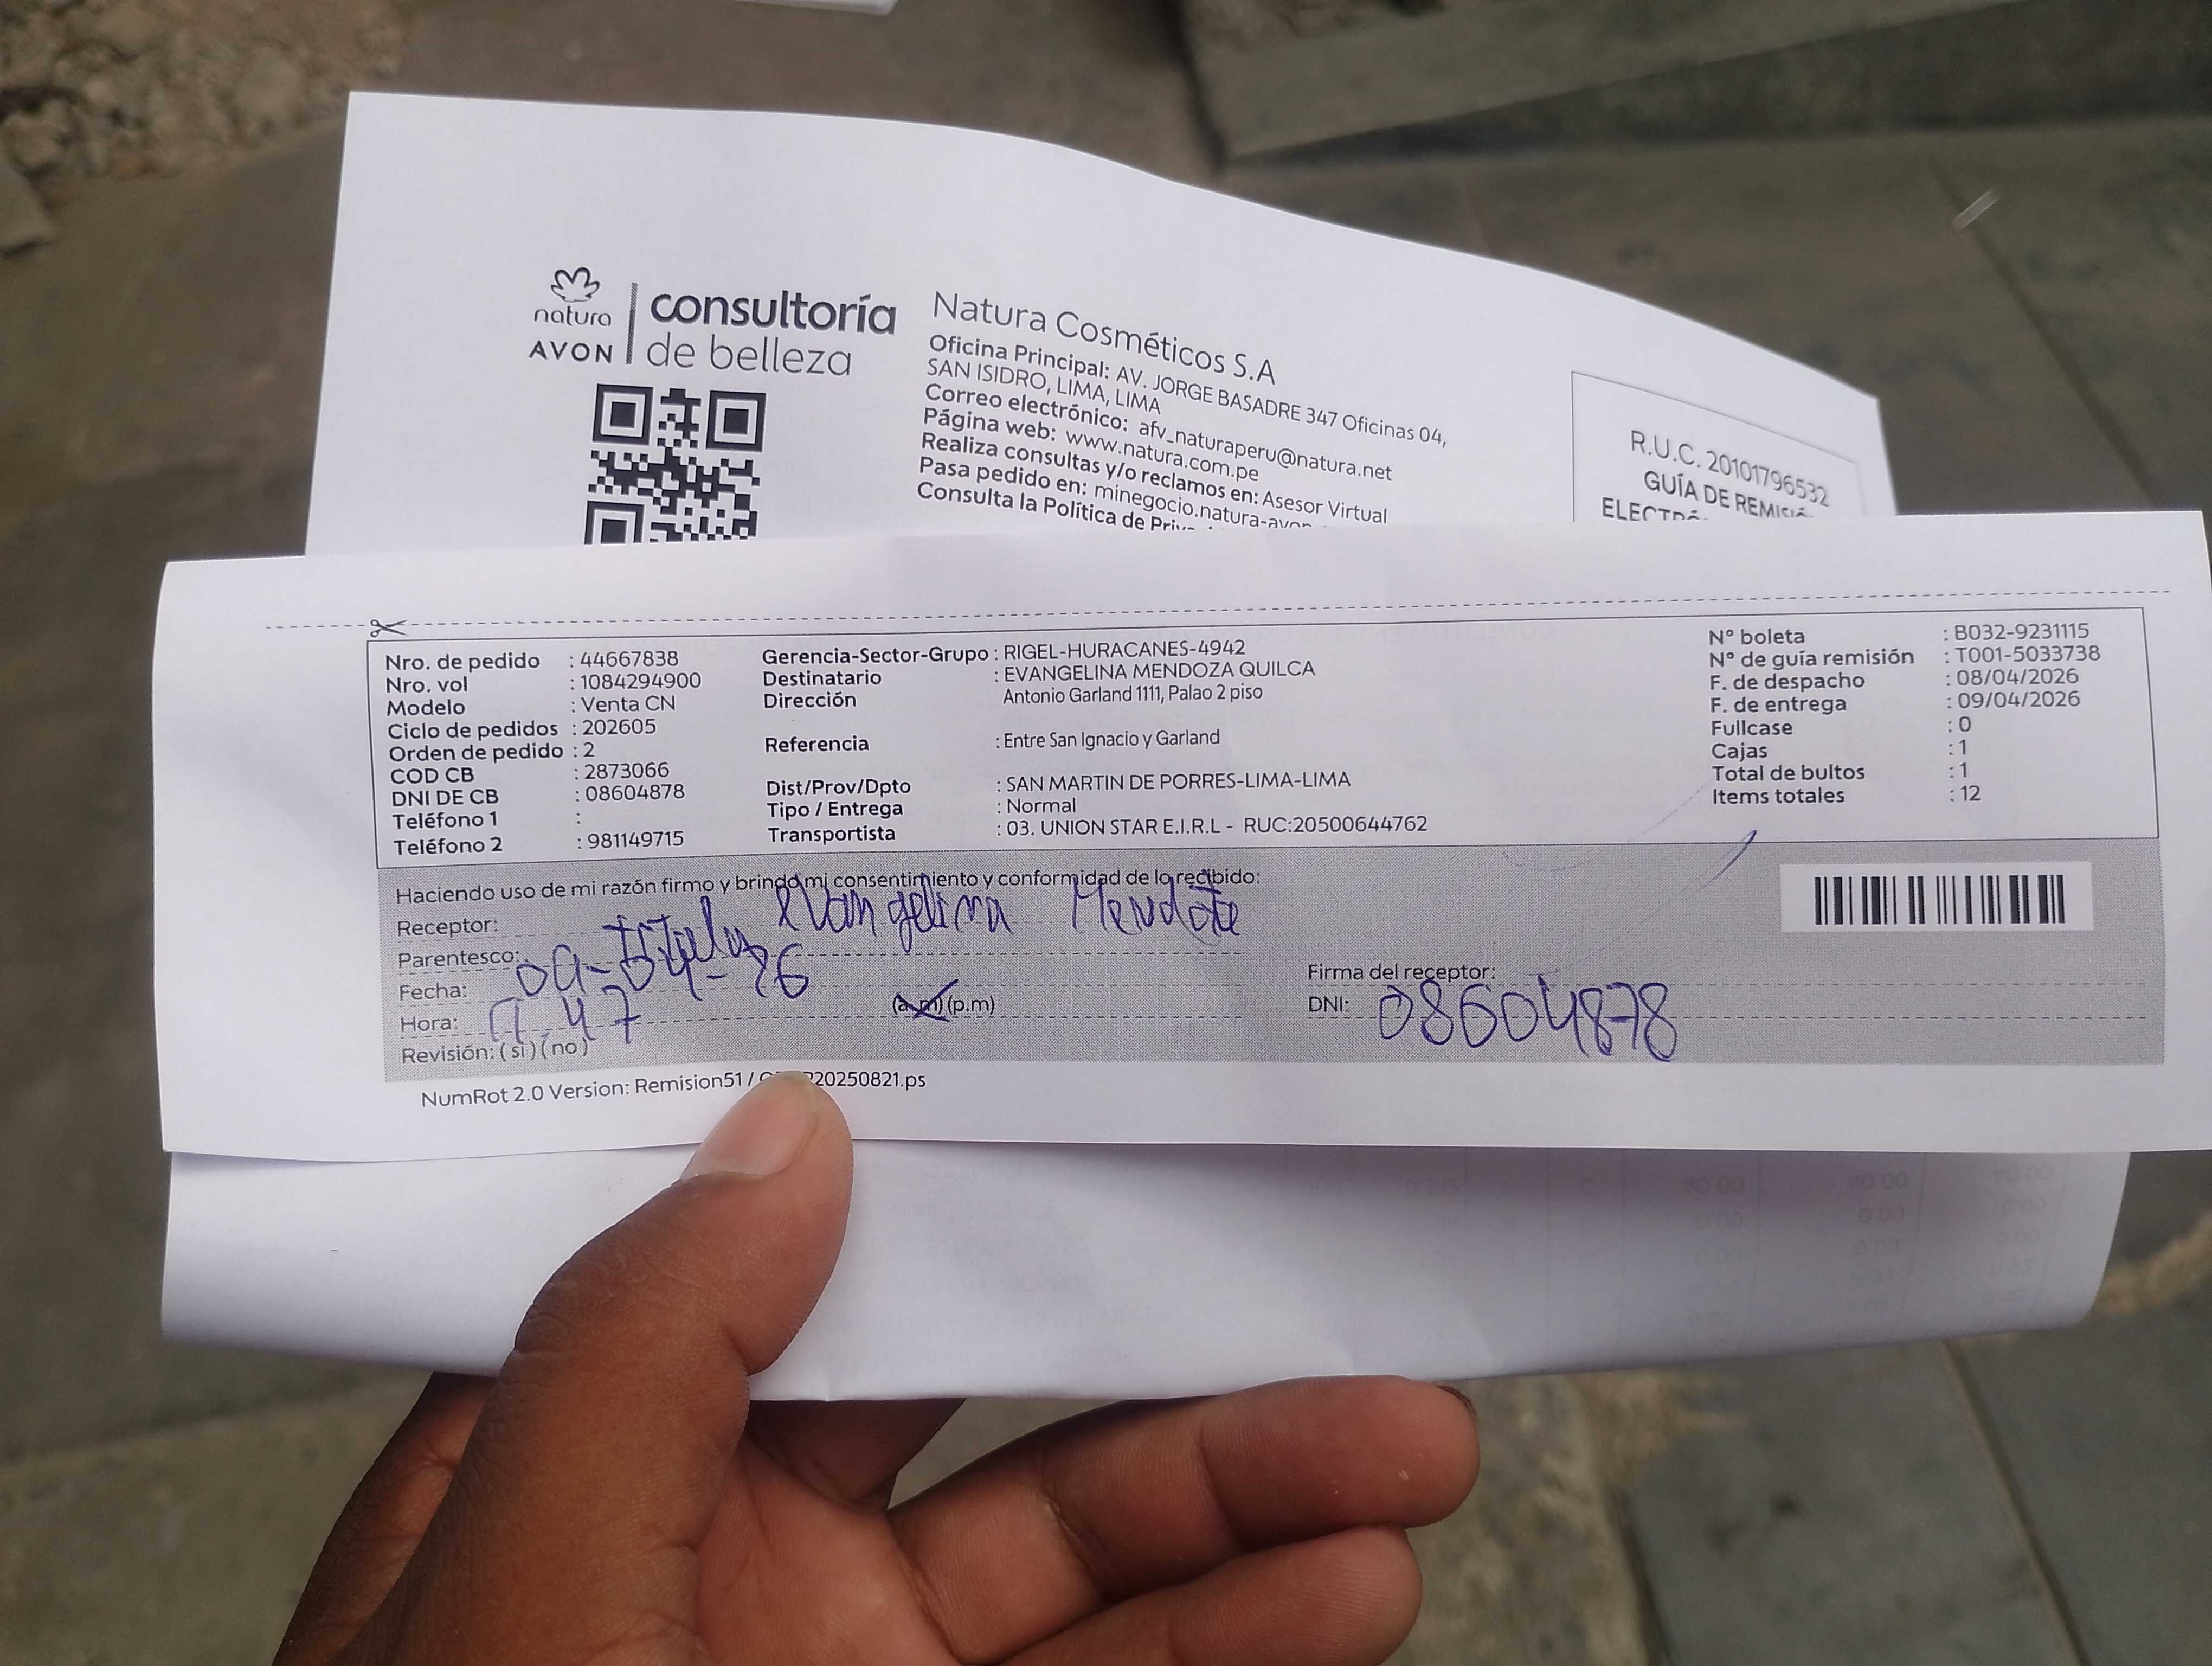 natura
AVON
consultoría
de belleza
Natura Cosméticos S.A
Oficina Principal: AV. JORGE BASADRE 347 Oficinas 04,
SAN ISIDRO, LIMA, LIMA
Correo electrónico: afv_naturaperu@natura.net
Página web: www.natura.com.pe
Realiza consultas y/o reclamos en: Asesor Virtual
Pasa pedido en: minegocio.natura-avon
Consulta la Política de
R.U.C. 20101796532
GUÍA DE
Nro. de pedido : 44667838
Nro. vol : 1084294900
Modelo : Venta CN
Ciclo de pedidos : 202605
Orden de pedido : 2
COD CB : 2873066
DNI DE CB : 08604878
Teléfono 1 :
Teléfono 2 : 981149715
Gerencia-Sector-Grupo : RIGEL-HURACANES-4942
Destinatario : EVANGELINA MENDOZA QUILCA
Dirección Antonio Garland 1111, Palao 2 piso
Referencia : Entre San Ignacio y Garland
Dist/Prov/Dpto : SAN MARTIN DE PORRES-LIMA-LIMA
Tipo / Entrega : Normal
Transportista : 03. UNION STAR E.I.R.L - RUC:20500644762
N° boleta : B032-9231115
N° de guía remisión : T001-5033738
F. de despacho : 08/04/2026
F. de entrega : 09/04/2026
Fullcase : 0
Cajas : 1
Total de bultos : 1
Items totales : 12
Haciendo uso de mi razón firmo y brindo mi consentimiento y conformidad de lo recibido:
Receptor: evangelina
Parentesco: Titular
Fecha: 09-04-26
Hora: 47 (a.m) (p.m)
Revisión: (si) (no)
Firma del receptor:
DNI: 08604878
NumRot 2.0 Version: Remision51 / 20250821.ps